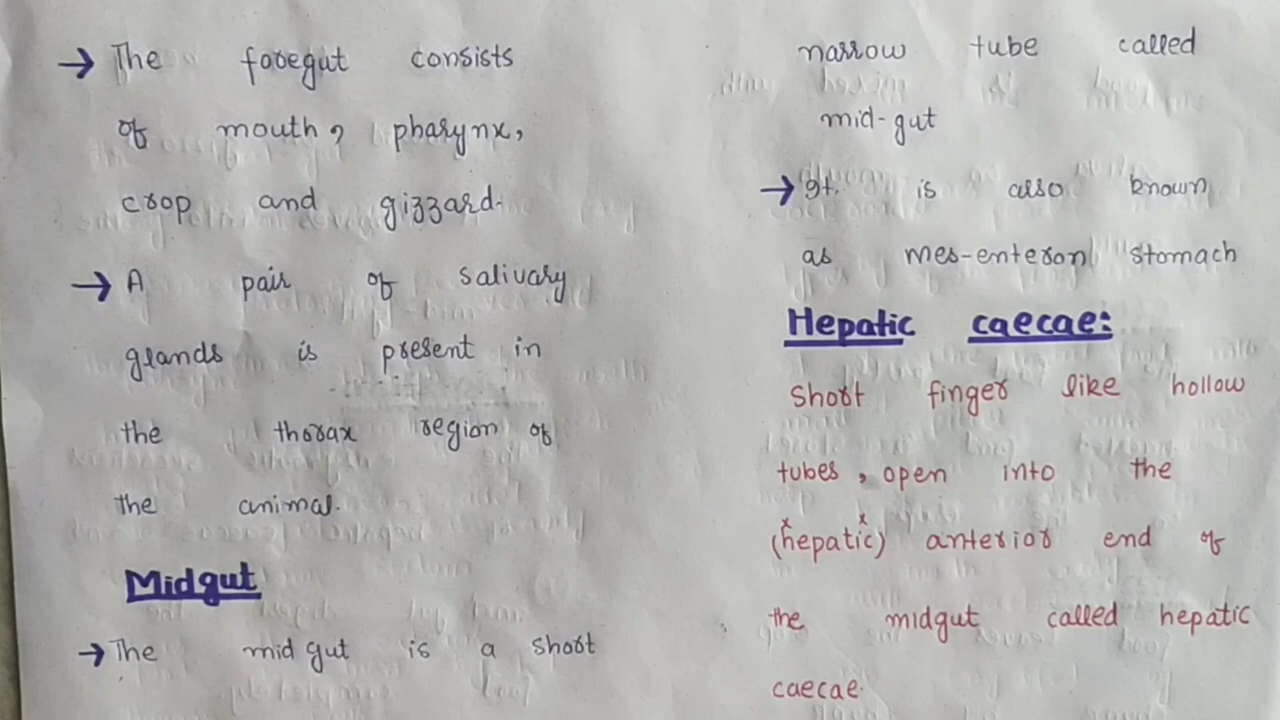 → The foregut consists
of mouth, pharynx,
crop and gizzard.
→ A pair of salivary
glands is present in
the thorax region of
the animal.
Midgut
→ The mid gut is a short
narrow tube called
mid-gut
→ It. is also known
as mes-enteron stomach
Hepatic caecae:
Short finger like hollow
tubes, open into the
(hepatic) anterior end of
the midgut called hepatic
caecae.